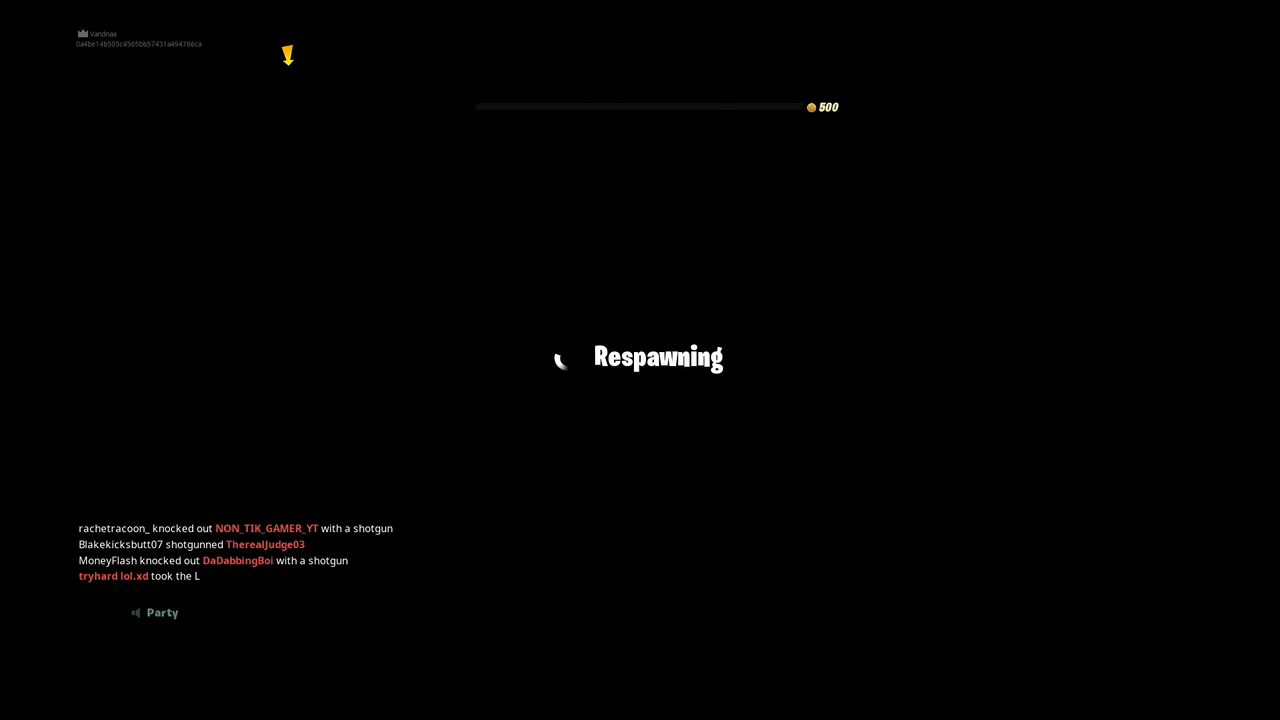 Vandnaa
0a4be14b505c4565bb57431a494766ca
500
Respawning
rachetracoon_ knocked out NON_TIK_GAMER_YT with a shotgun
Blakekicksbutt07 shotgunned TherealJudge03
MoneyFlash knocked out DaDabbingBoi with a shotgun
tryhard lol.xd took the L
Party